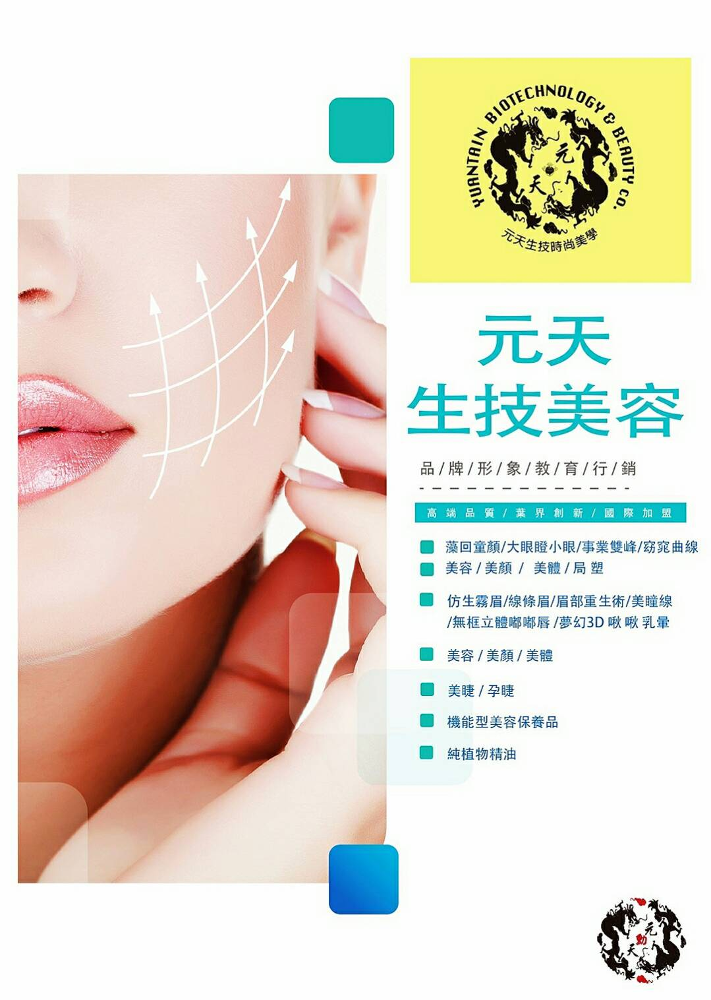 YUANTAIN BIOTECHNOLOGY & BEAUTY CO.
元天
元天生技時尚美學
元天
生技美容
品/牌/形/象/教/育/行/銷
高端品質/葉界創新/國際加盟
藻回童顏/大眼瞪小眼/事業雙峰/窈窕曲線
美容/美顏/ 美體/局塑
仿生霧眉/線條眉/眉部重生術/美瞳線
/無框立體嘟嘟唇/夢幻3D啾啾乳暈
美容/美顏/美體
美睫/孕睫
機能型美容保養品
純植物精油
元天